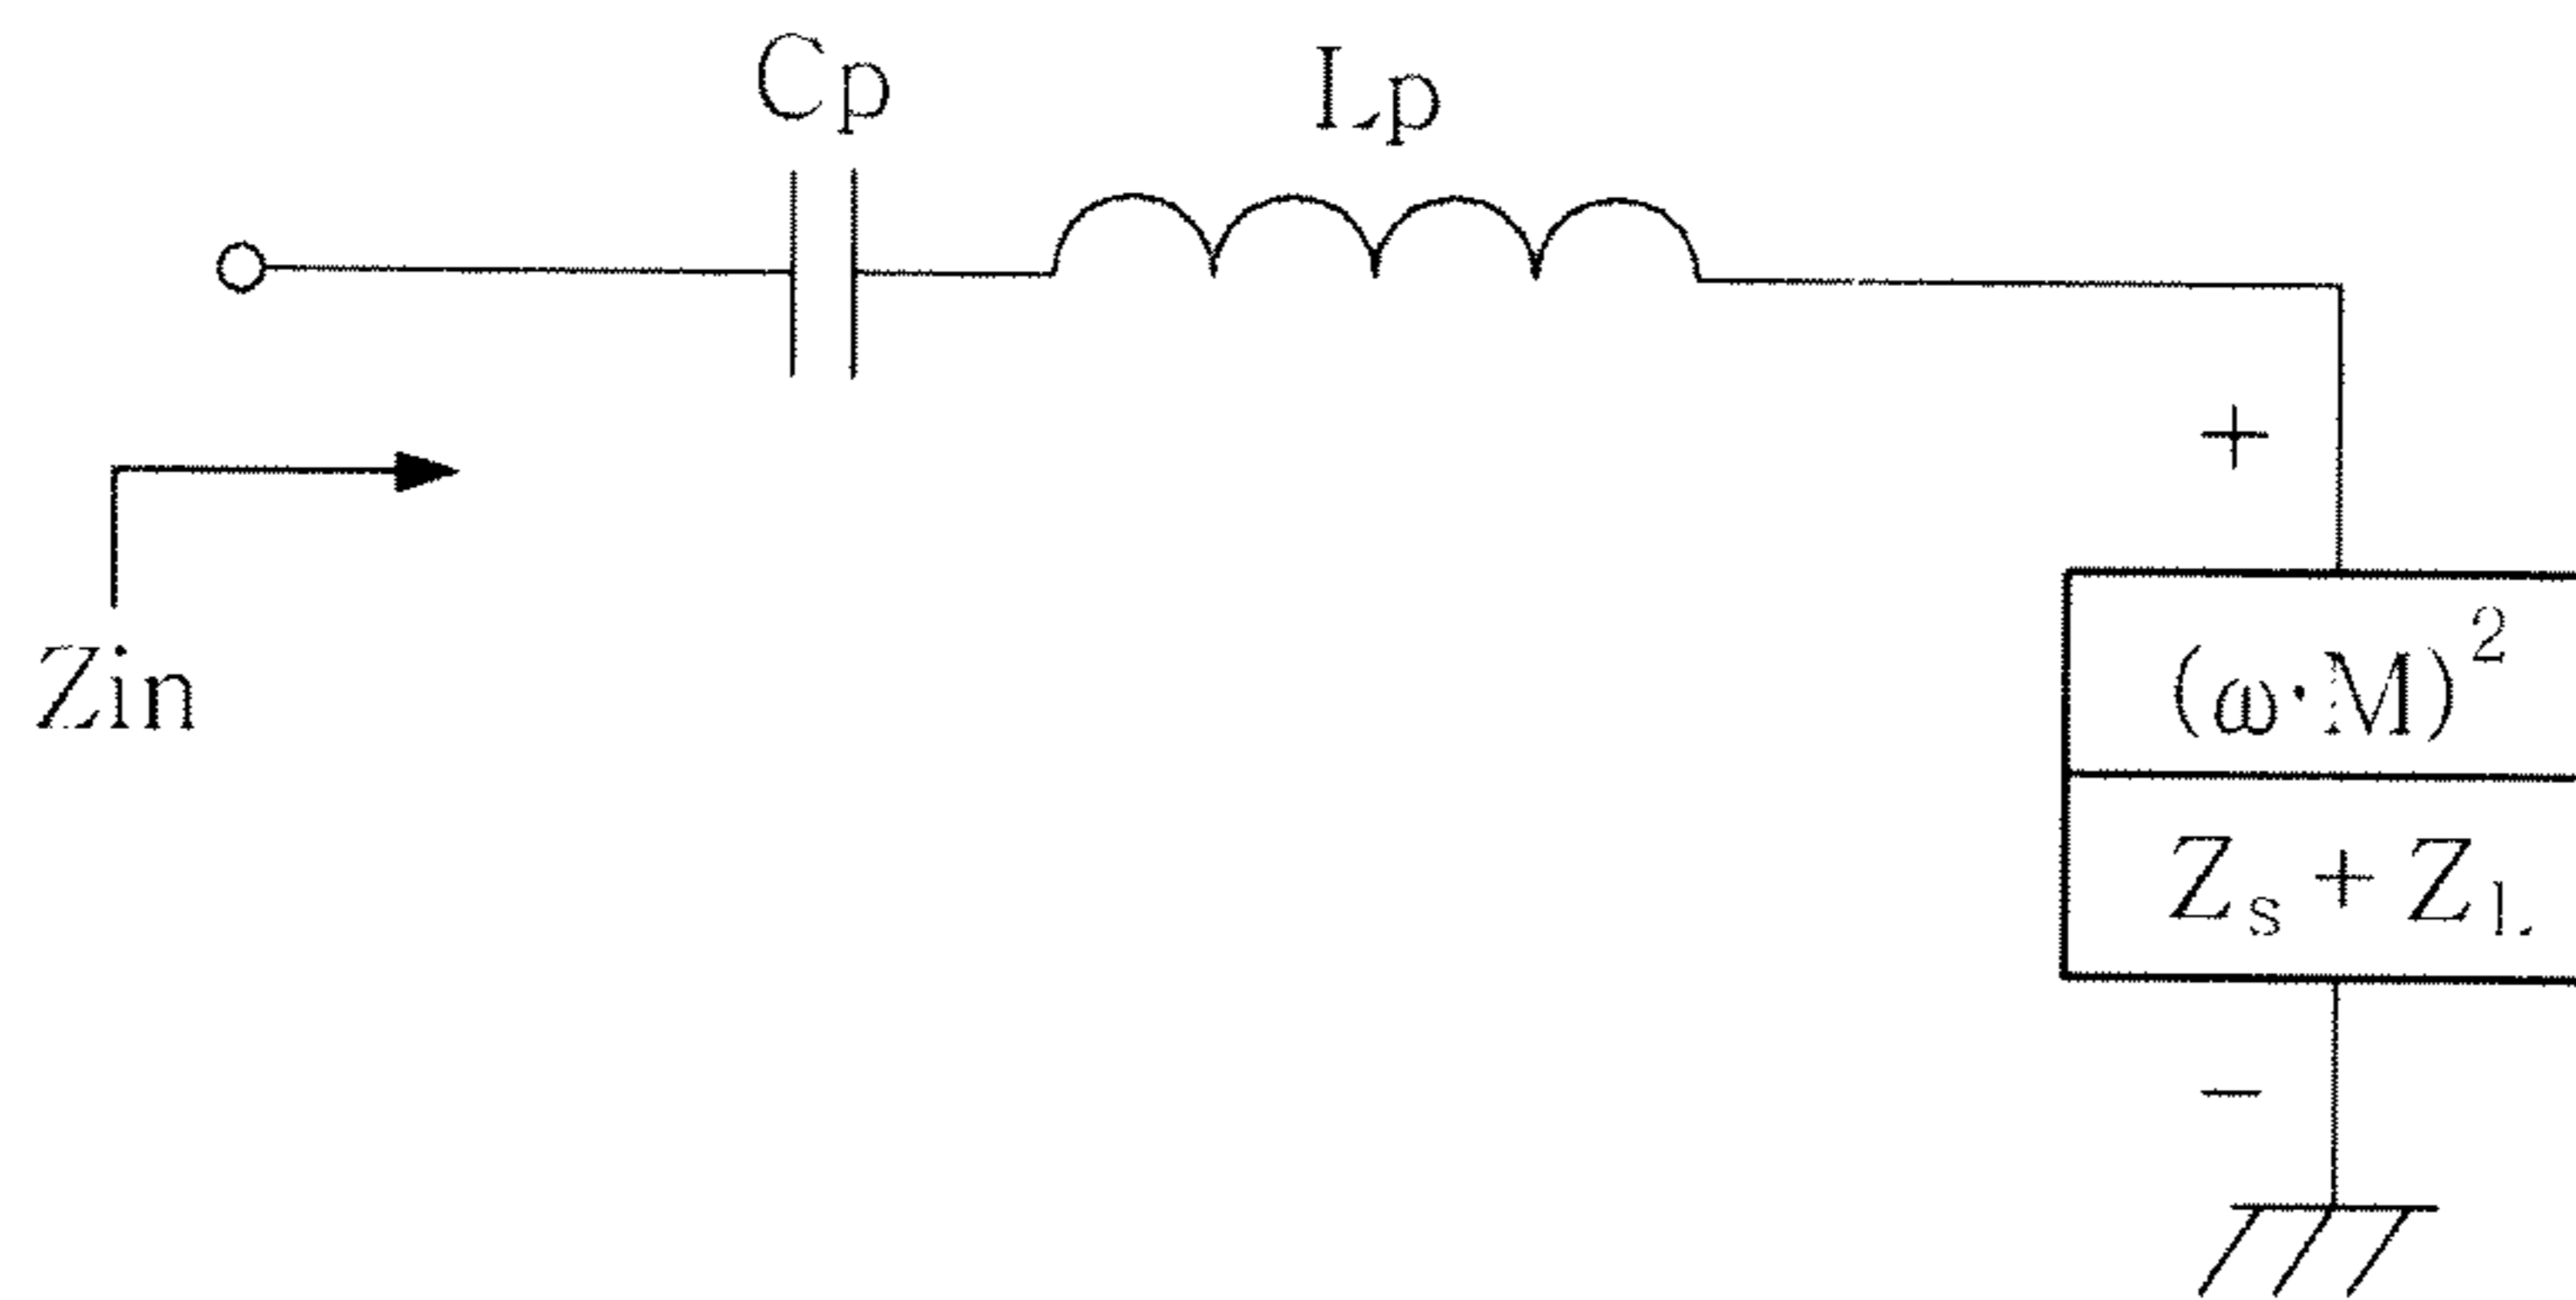 Cp
Lp
+
Zin
(ω·M)²
Zs + ZL
−